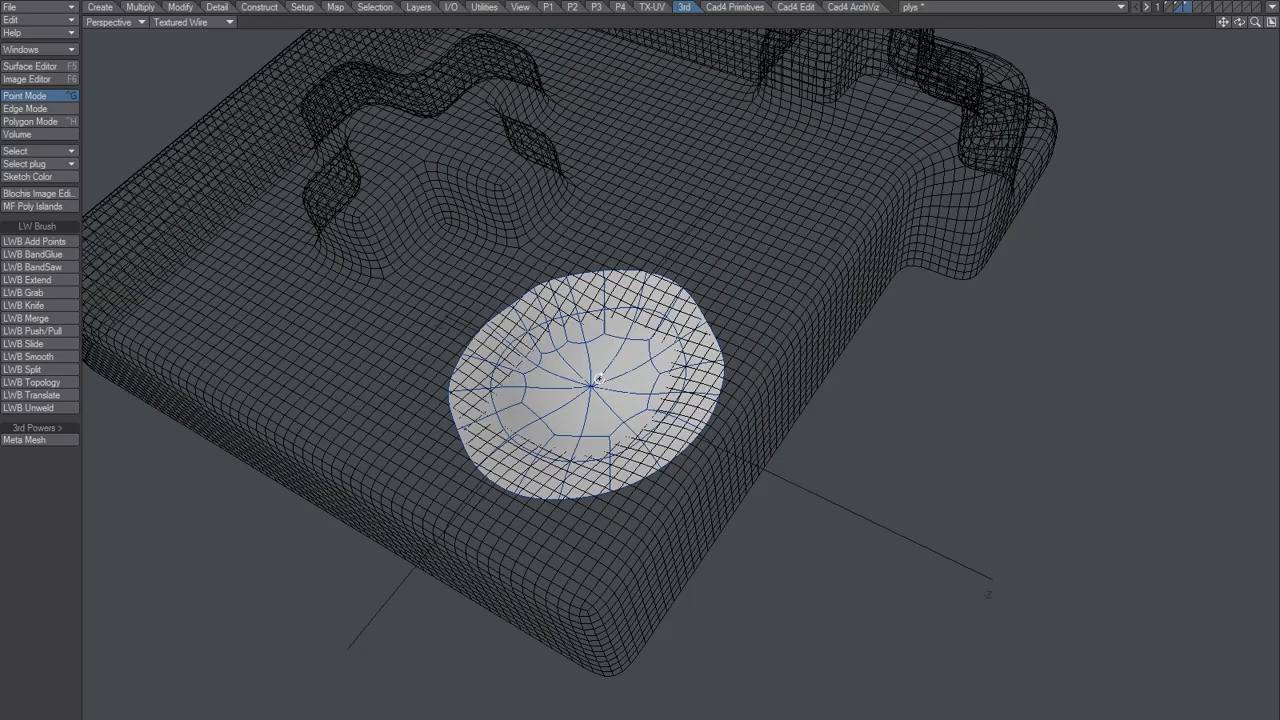 File
Create Multiply Modify Detail Construct Setup Map Selection Layers I/O Utilities View P1 P2 P3 P4 TX-UV 3rd Cad4 Primitives Cad4 Edit Cad4 ArchViz plys * 1
Edit
Perspective Textured Wire
Help
Windows
Surface Editor F5
Image Editor F6
Point Mode ^G
Edge Mode
Polygon Mode ^H
Volume
Select
Select plug
Sketch Color
Blochis Image Edi..
MF Poly Islands
LW Brush
LWB Add Points
LWB BandGlue
LWB BandSaw
LWB Extend
LWB Grab
LWB Knife
LWB Merge
LWB Push/Pull
LWB Slide
LWB Smooth
LWB Split
LWB Topology
LWB Translate
LWB Unweld
3rd Powers >
Meta Mesh
-Z